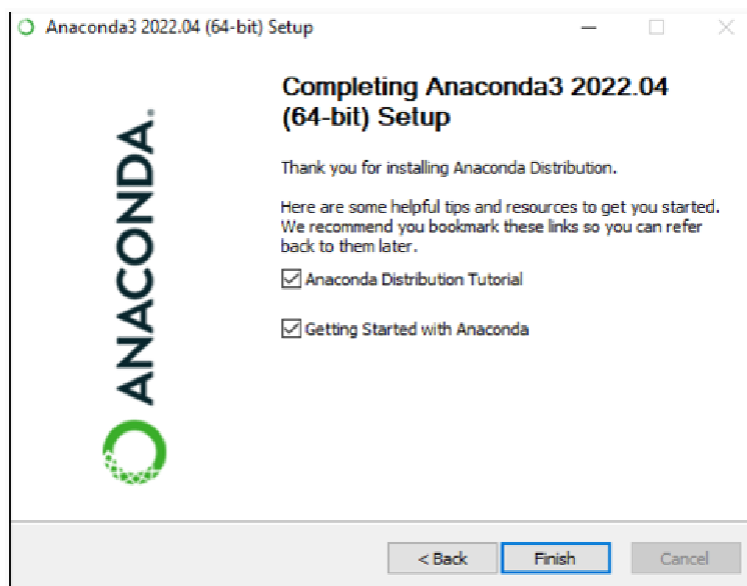 Anaconda3 2022.04 (64-bit) Setup
Completing Anaconda3 2022.04
(64-bit) Setup
Thank you for installing Anaconda Distribution.
Here are some helpful tips and resources to get you started.
We recommend you bookmark these links so you can refer
back to them later.
Anaconda Distribution Tutorial
Getting Started with Anaconda
ANACONDA.
< Back
Finish
Cancel